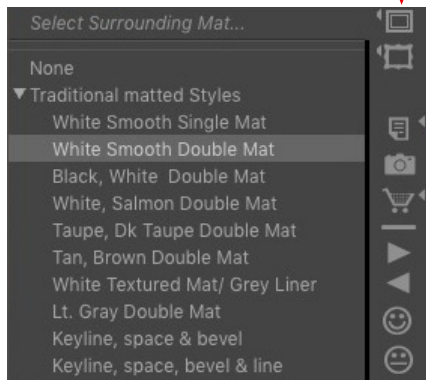 Select Surrounding Mat...
None
Traditional matted Styles
White Smooth Single Mat
White Smooth Double Mat
Black, White  Double Mat
White, Salmon Double Mat
Taupe, Dk Taupe Double Mat
Tan, Brown Double Mat
White Textured Mat/ Grey Liner
Lt. Gray Double Mat
Keyline, space & bevel
Keyline, space, bevel & line